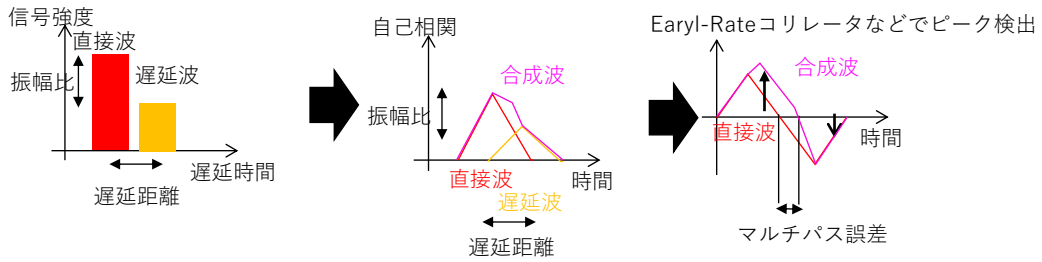 信号強度
直接波
遅延波
振幅比
遅延時間
遅延距離
自己相関
合成波
振幅比
直接波
時間
遅延波
遅延距離
Earyl-Rateコリレータなどでピーク検出
合成波
直接波
時間
マルチパス誤差